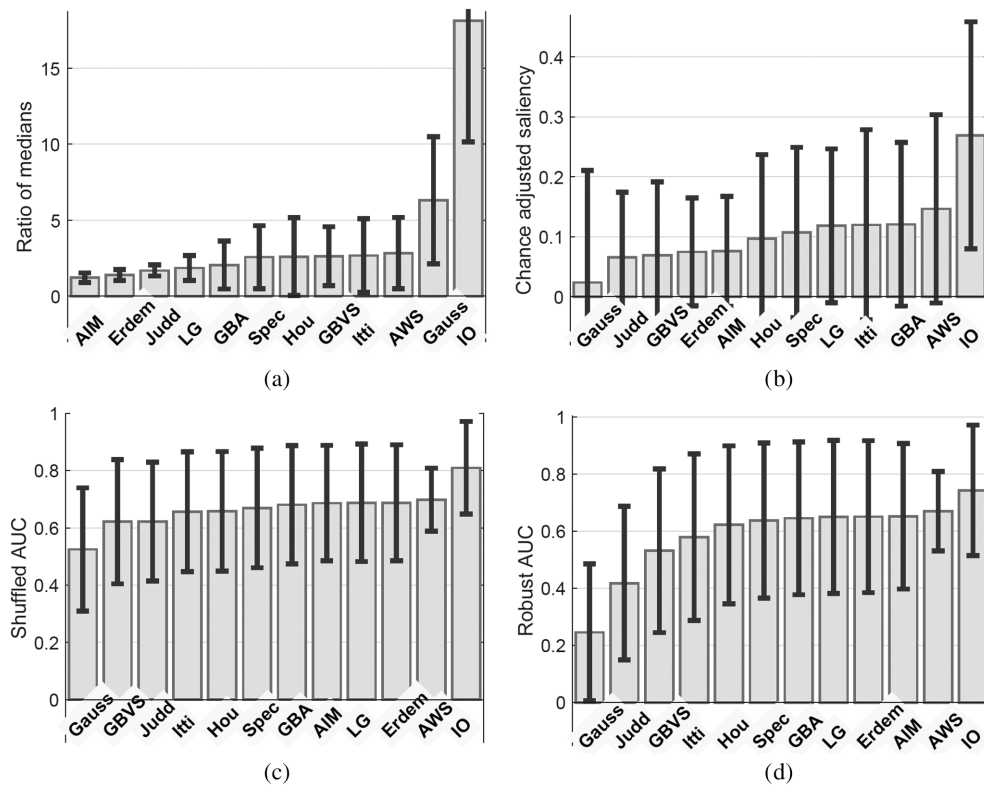 15
10
5
0
Ratio of medians
AIM
Erdem
Judd
LG
GBA
Spec
Hou
GBVS
Itti
AWS
Gauss
IO
(a)
0.4
0.3
0.2
0.1
0
Chance adjusted saliency
Gauss
Judd
GBVS
Erdem
AIM
Hou
Spec
LG
Itti
GBA
AWS
IO
(b)
1
0.8
0.6
0.4
0.2
0
Shuffled AUC
Gauss
GBVS
Judd
Itti
Hou
Spec
GBA
AIM
LG
Erdem
AWS
IO
(c)
1
0.8
0.6
0.4
0.2
0
Robust AUC
Gauss
Judd
GBVS
Itti
Hou
Spec
GBA
LG
Erdem
AIM
AWS
IO
(d)